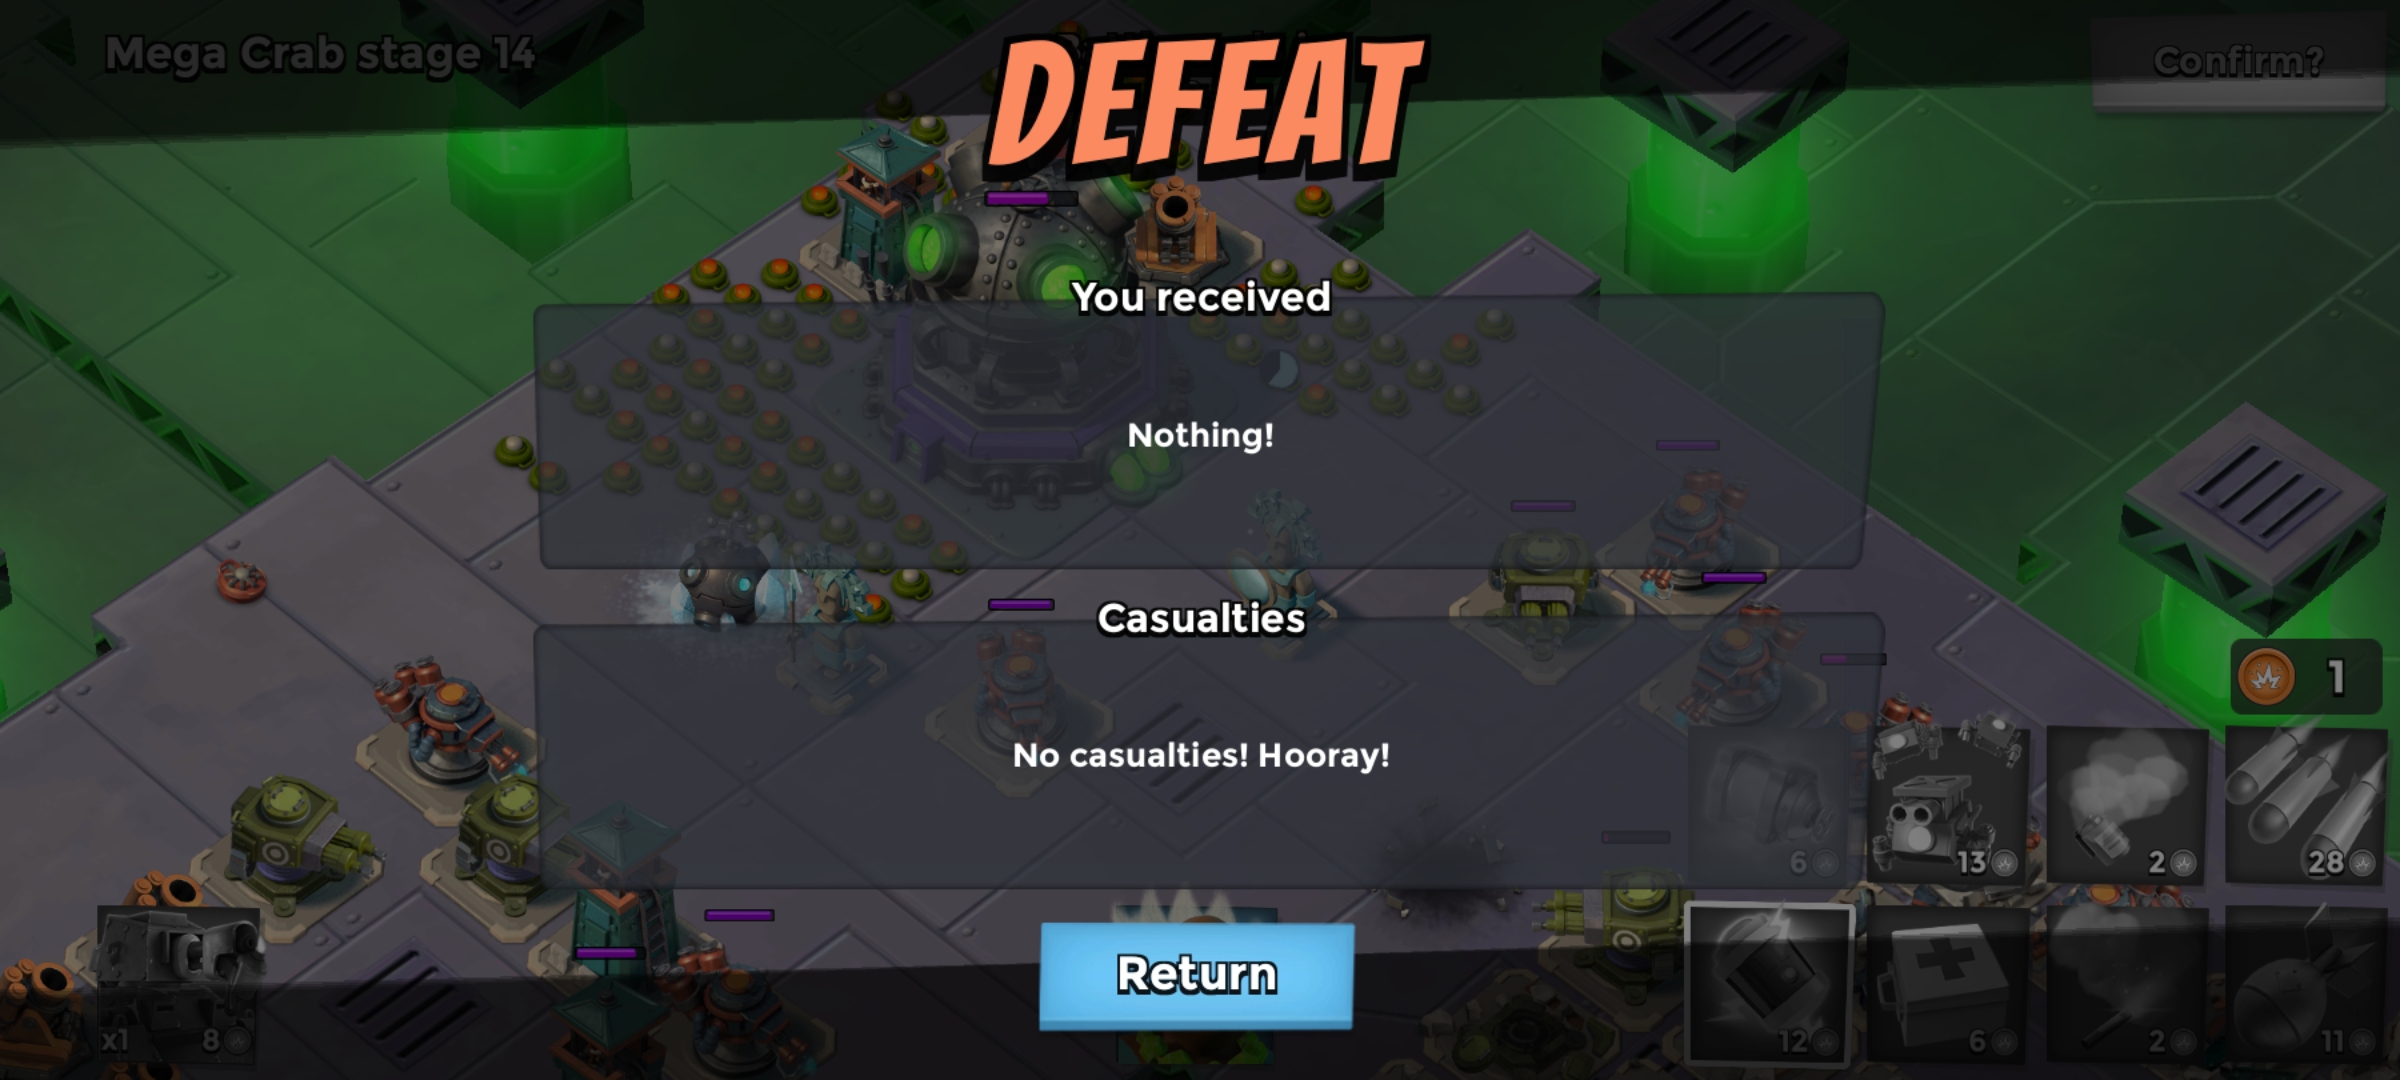 Mega Crab stage 14
DEFEAT
Confirm?
You received
Nothing!
Casualties
No casualties! Hooray!
1
6
13
2
28
Return
x1
8
12
6
2
11